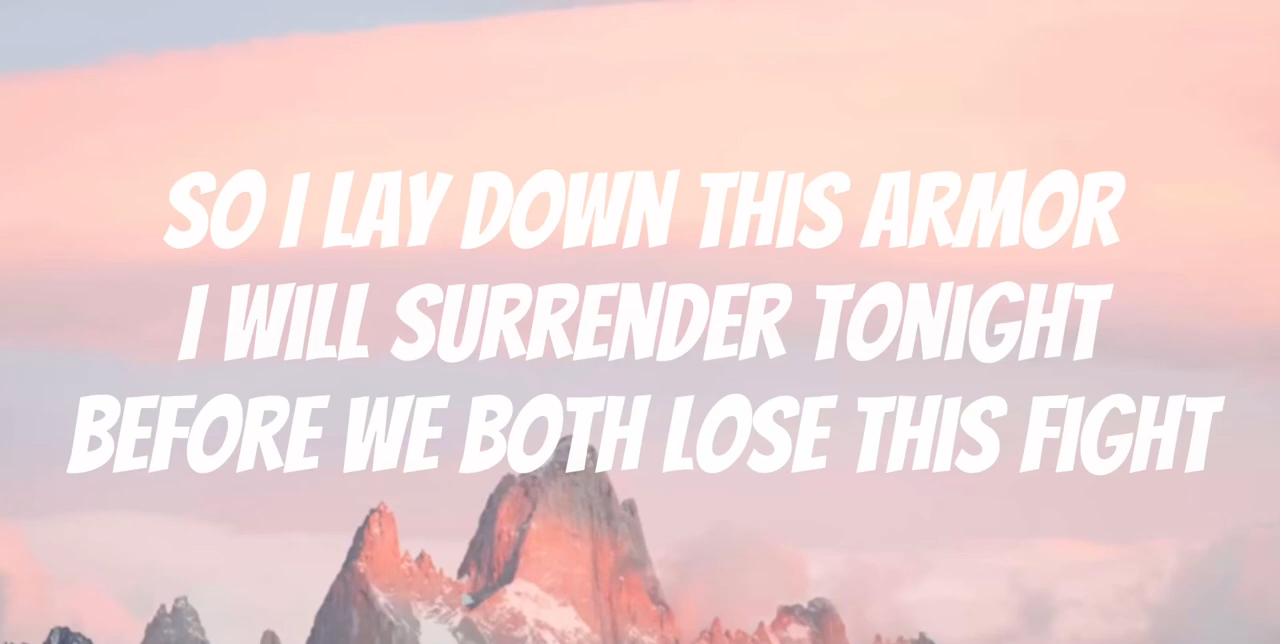 SO I LAY DOWN THIS ARMOR
I WILL SURRENDER TONIGHT
BEFORE WE BOTH LOSE THIS FIGHT